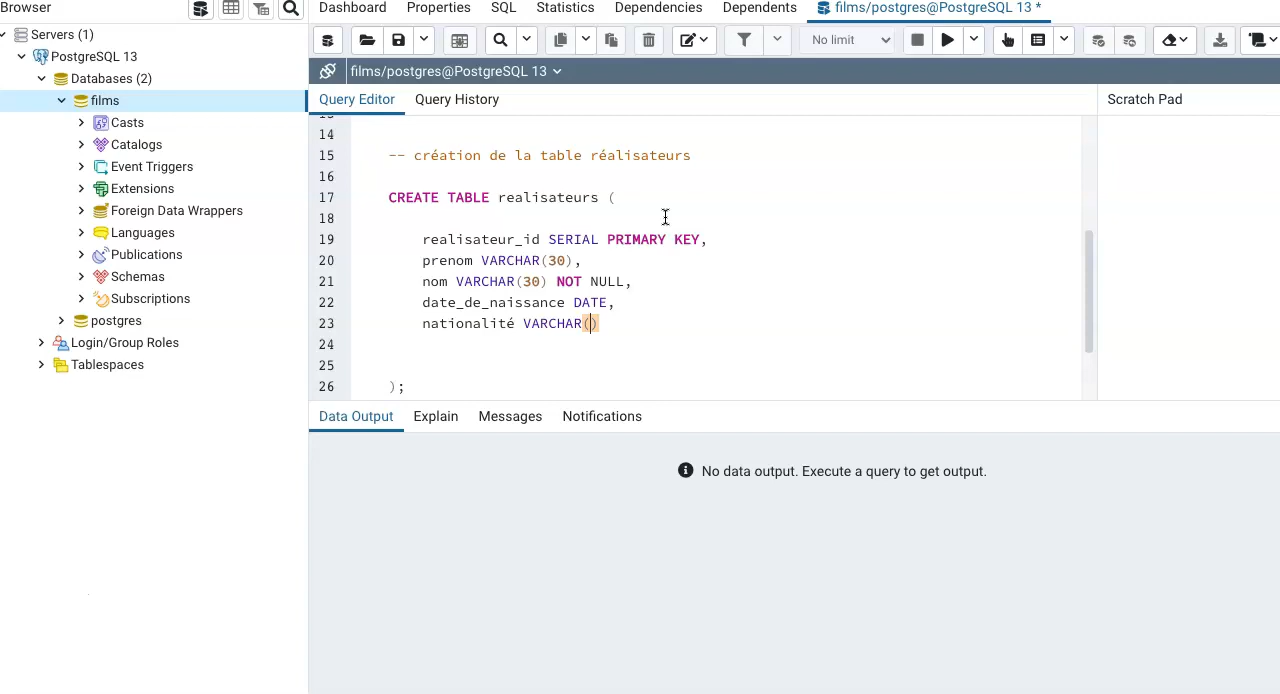 Browser
Dashboard Properties SQL Statistics Dependencies Dependents films/postgres@PostgreSQL 13 *
Servers (1)
PostgreSQL 13
Databases (2)
films
Casts
Catalogs
Event Triggers
Extensions
Foreign Data Wrappers
Languages
Publications
Schemas
Subscriptions
postgres
Login/Group Roles
Tablespaces
No limit
films/postgres@PostgreSQL 13
Query Editor Query History
Scratch Pad
14
15 -- création de la table réalisateurs
16
17 CREATE TABLE realisateurs (
18
19 realisateur_id SERIAL PRIMARY KEY,
20 prenom VARCHAR(30),
21 nom VARCHAR(30) NOT NULL,
22 date_de_naissance DATE,
23 nationalité VARCHAR()
24
25
26 );
Data Output Explain Messages Notifications
No data output. Execute a query to get output.